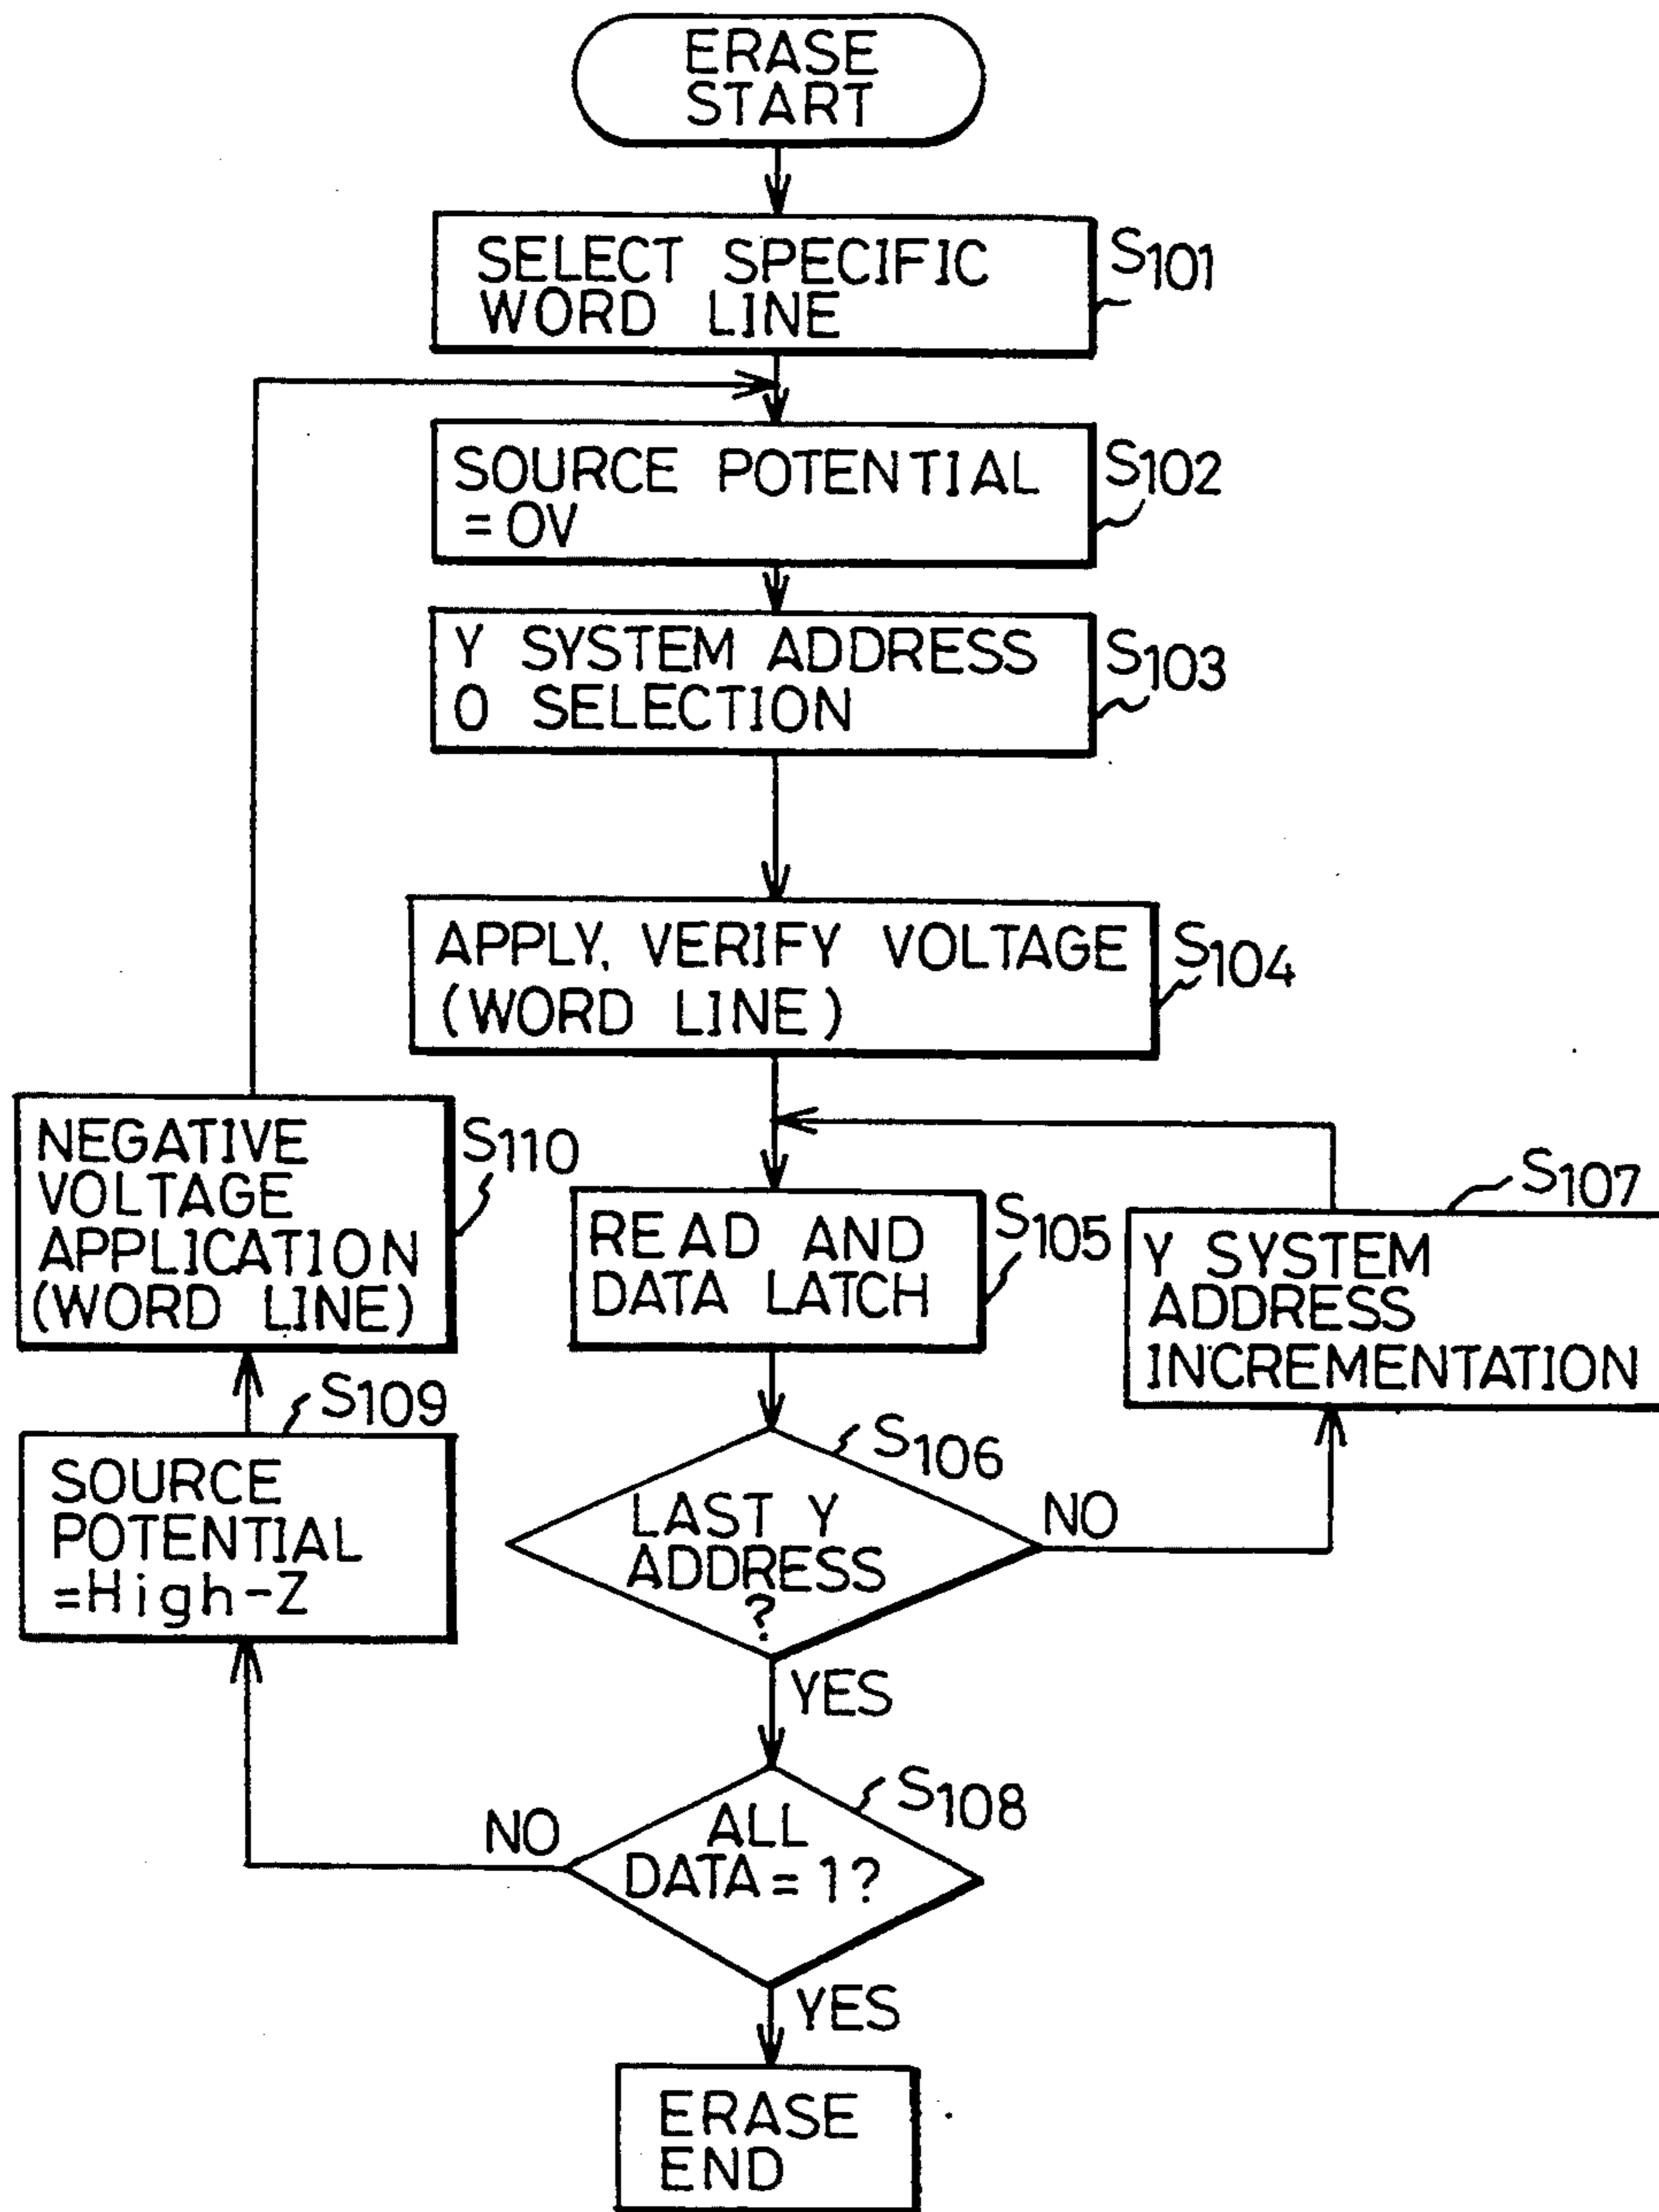 ERASE
START
SELECT SPECIFIC
WORD LINE
S101
SOURCE POTENTIAL
=0V
S102
Y SYSTEM ADDRESS
0 SELECTION
S103
APPLY, VERIFY VOLTAGE
(WORD LINE)
S104
NEGATIVE
VOLTAGE
APPLICATION
(WORD LINE)
S110
READ AND
DATA LATCH
S105
Y SYSTEM
ADDRESS
INCREMENTATION
S107
SOURCE
POTENTIAL
=High-Z
S109
LAST Y
ADDRESS
?
S106
NO
YES
ALL
DATA=1?
S108
NO
YES
ERASE
END